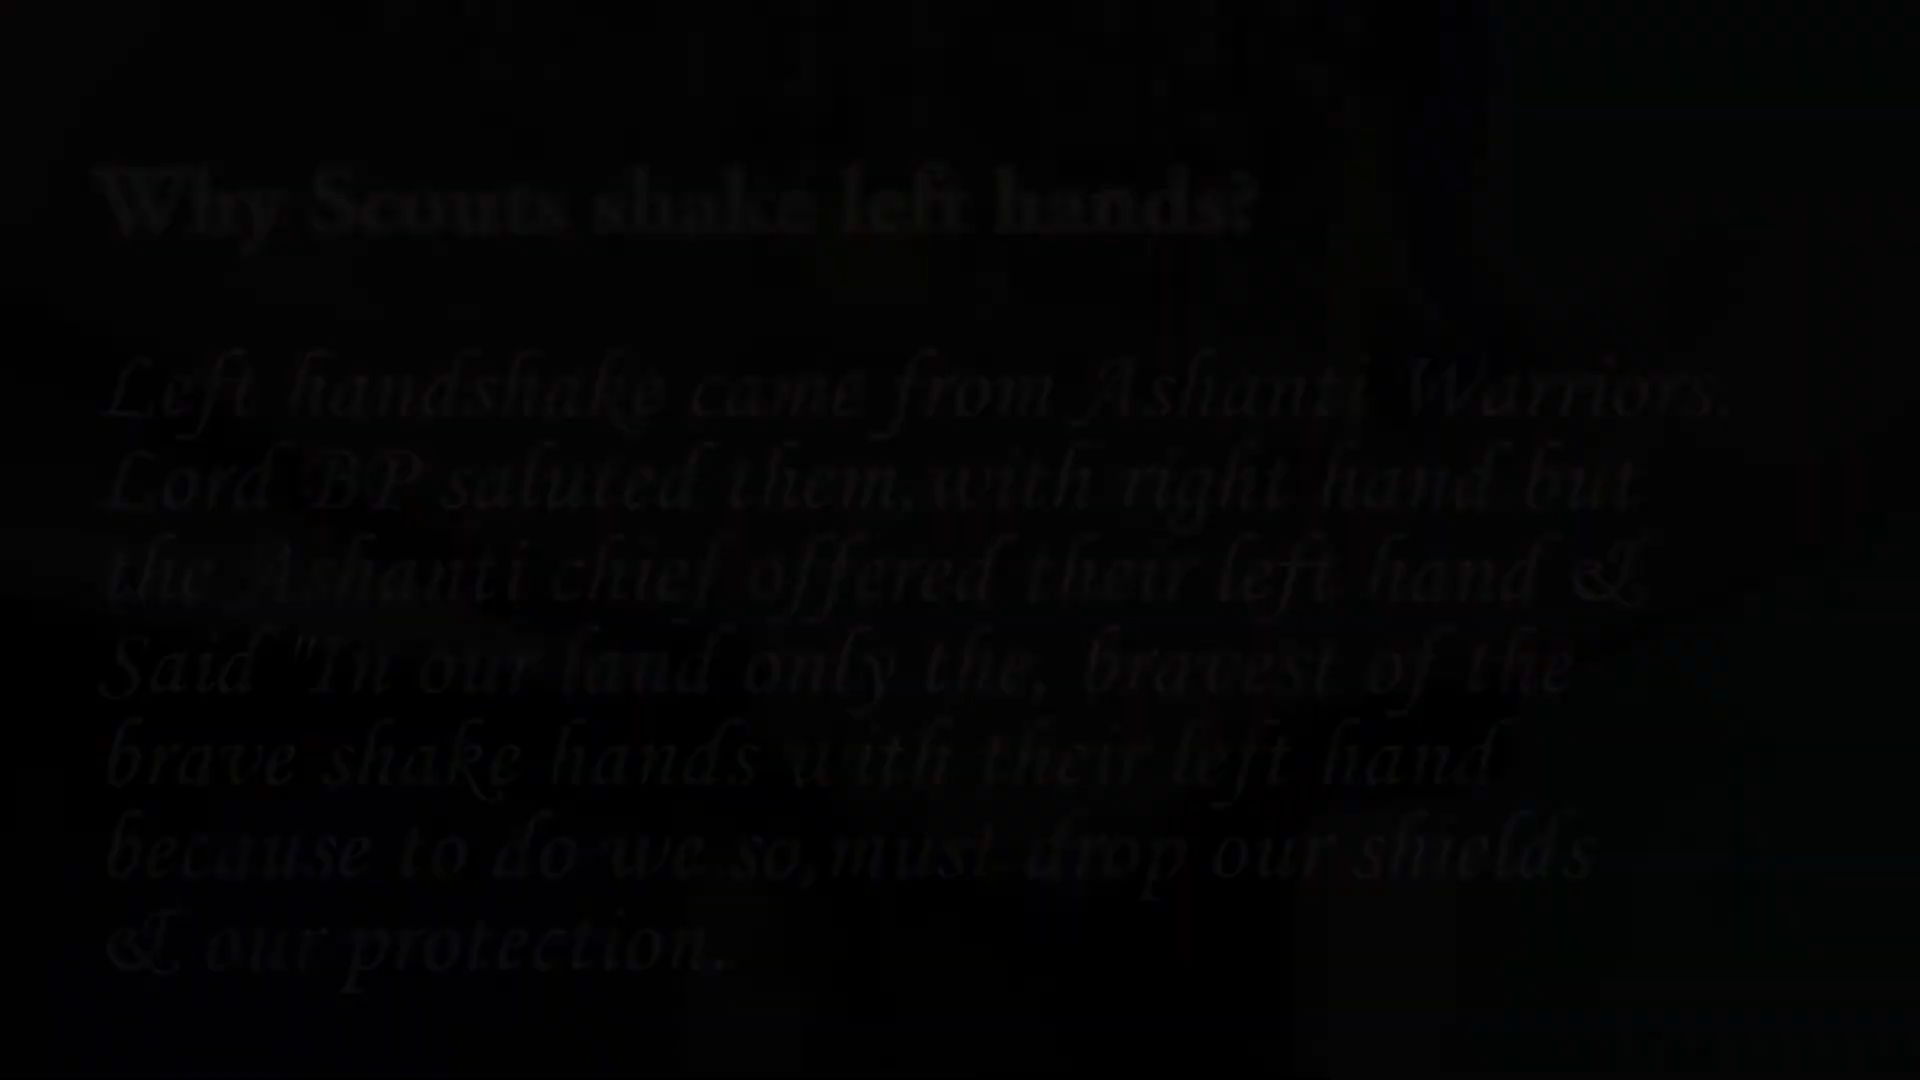 Why Scouts shake left hands?
Left handshake came from Ashanti Warriors.
Lord BP saluted them,with right hand but
the Ashanti chief offered their left hand &
Said "In our land only the, bravest of the
brave shake hands with their left hand
because to do we so,must drop our shields
& our protection.